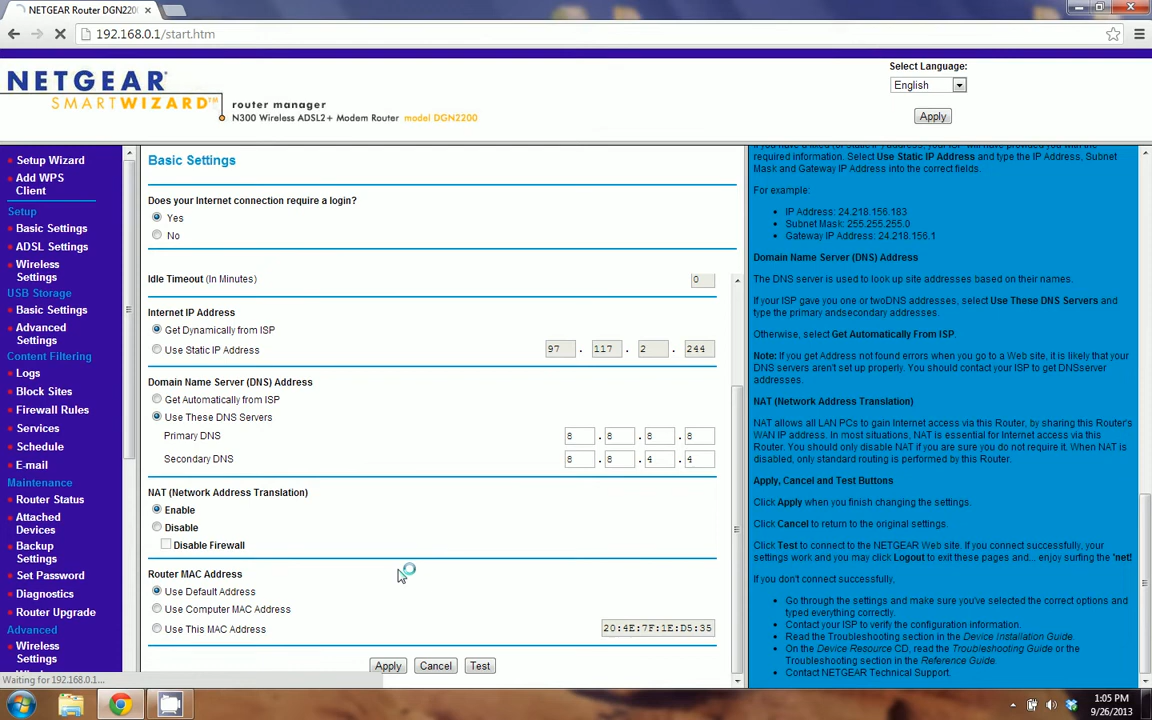 NETGEAR Router DGN2200
192.168.0.1/start.htm
NETGEAR®
SMARTWIZARD™
router manager
N300 Wireless ADSL2+ Modem Router model DGN2200
Select Language:
English
Apply
Setup Wizard
Add WPS
Client
Setup
Basic Settings
ADSL Settings
Wireless
Settings
USB Storage
Basic Settings
Advanced
Settings
Content Filtering
Logs
Block Sites
Firewall Rules
Services
Schedule
E-mail
Maintenance
Router Status
Attached
Devices
Backup
Settings
Set Password
Diagnostics
Router Upgrade
Advanced
Wireless
Settings
Basic Settings
Does your Internet connection require a login?
Yes
No
Idle Timeout (In Minutes) 0
Internet IP Address
Get Dynamically from ISP
Use Static IP Address 97 . 117 . 2 . 244
Domain Name Server (DNS) Address
Get Automatically from ISP
Use These DNS Servers
Primary DNS 8 . 8 . 8 . 8
Secondary DNS 8 . 8 . 4 . 4
NAT (Network Address Translation)
Enable
Disable
Disable Firewall
Router MAC Address
Use Default Address
Use Computer MAC Address
Use This MAC Address 20:4E:7F:1E:D5:35
Apply Cancel Test
required information. Select Use Static IP Address and type the IP Address, Subnet
Mask and Gateway IP Address into the correct fields.
For example:
IP Address: 24.218.156.183
Subnet Mask: 255.255.255.0
Gateway IP Address: 24.218.156.1
Domain Name Server (DNS) Address
The DNS server is used to look up site addresses based on their names.
If your ISP gave you one or twoDNS addresses, select Use These DNS Servers and
type the primary andsecondary addresses.
Otherwise, select Get Automatically From ISP.
Note: If you get Address not found errors when you go to a Web site, it is likely that your
DNS servers aren't set up properly. You should contact your ISP to get DNSserver
addresses.
NAT (Network Address Translation)
NAT allows all LAN PCs to gain Internet access via this Router, by sharing this Router's
WAN IP address. In most situations, NAT is essential for Internet access via this
Router. You should only disable NAT if you are sure you do not require it. When NAT is
disabled, only standard routing is performed by this Router.
Apply, Cancel and Test Buttons
Click Apply when you finish changing the settings.
Click Cancel to return to the original settings.
Click Test to connect to the NETGEAR Web site. If you connect successfully, your
settings work and you may click Logout to exit these pages and... enjoy surfing the 'net!
If you don't connect successfully,
Go through the settings and make sure you've selected the correct options and
typed everything correctly.
Contact your ISP to verify the configuration information.
Read the Troubleshooting section in the Device Installation Guide.
On the Device Resource CD, read the Troubleshooting Guide or the
Troubleshooting section in the Reference Guide.
Contact NETGEAR Technical Support.
Waiting for 192.168.0.1...
1:05 PM
9/26/2013